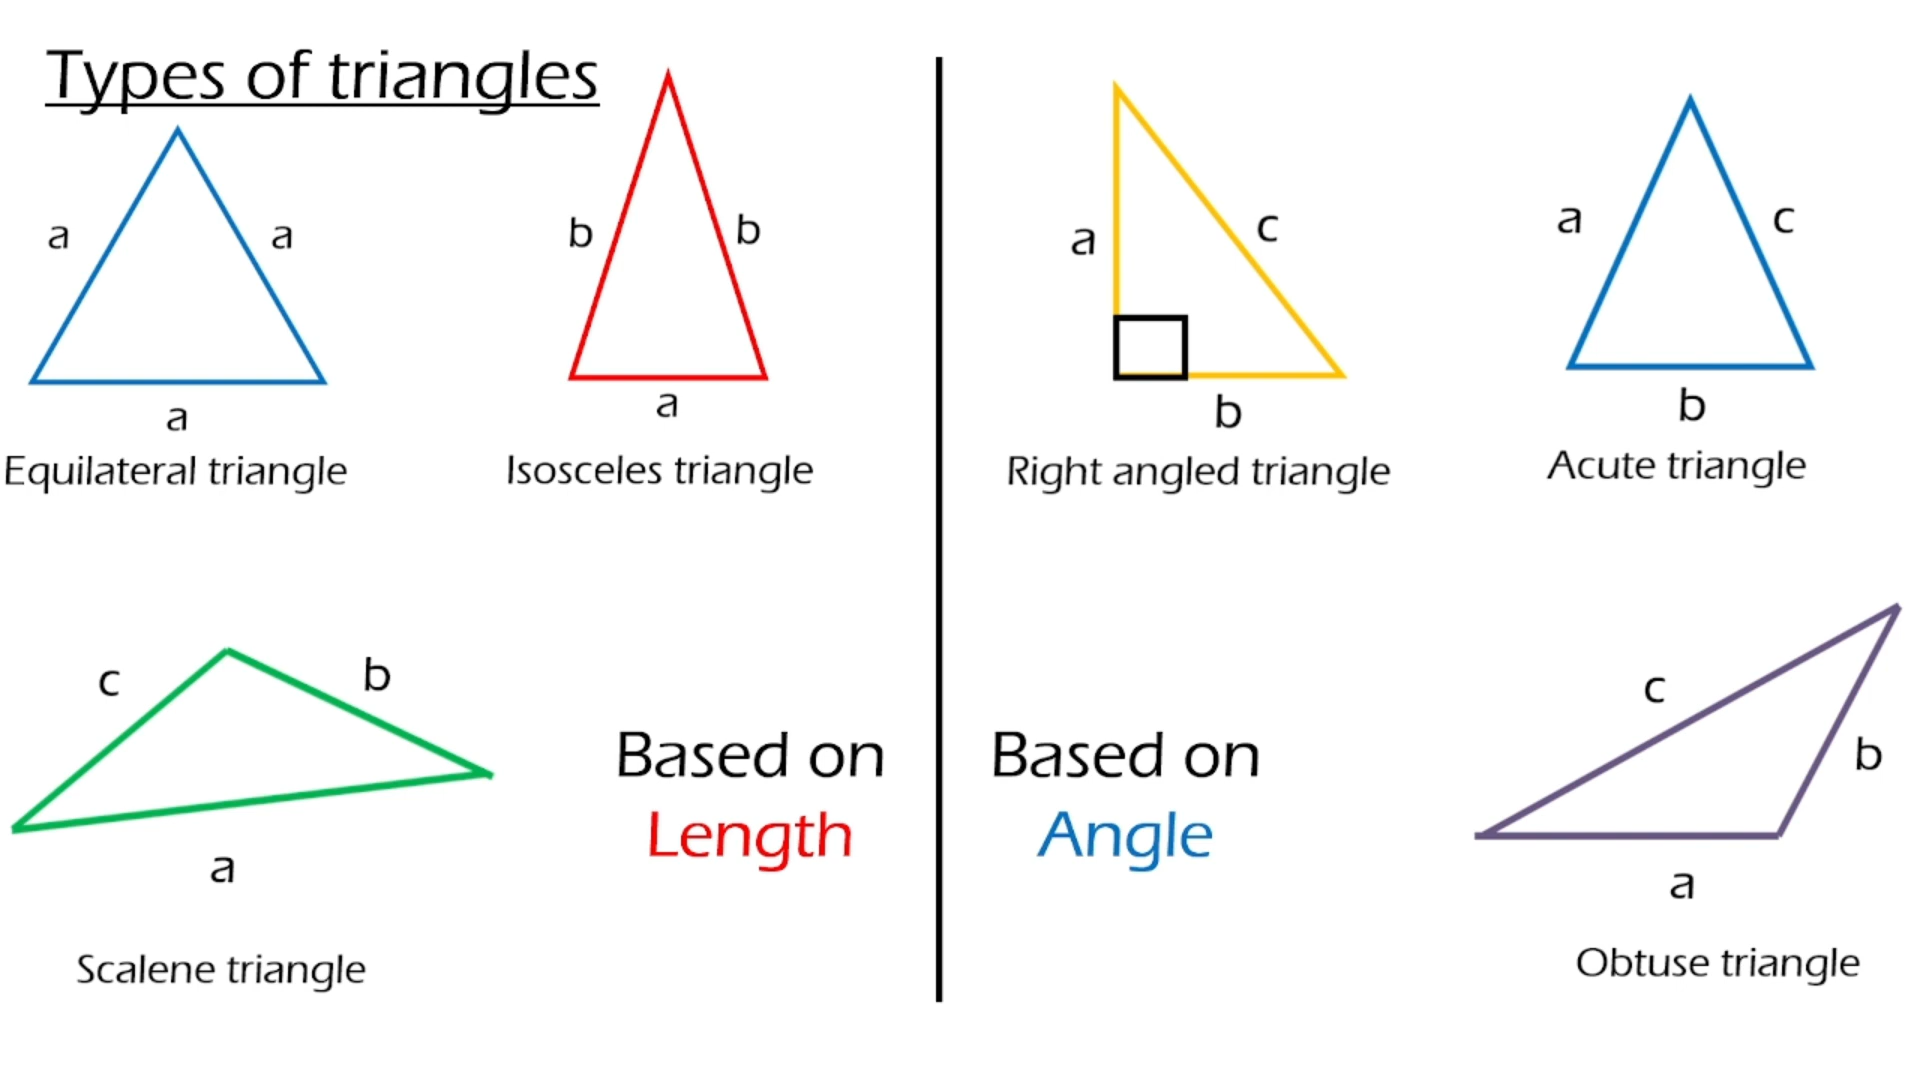 Types of triangles
a
a
a
Equilateral triangle
b
b
a
Isosceles triangle
c
b
a
Scalene triangle
Based on
Length
a
c
b
Right angled triangle
a
c
b
Acute triangle
Based on
Angle
c
b
a
Obtuse triangle